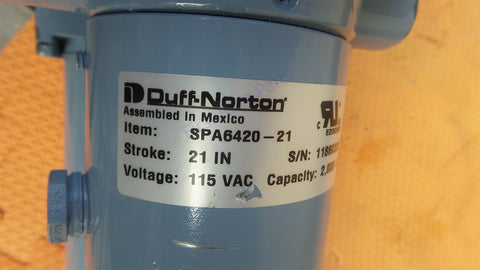 Duff-Norton®
Assembled in Mexico
Item: SPA6420-21
Stroke: 21 IN S/N:
Voltage: 115 VAC Capacity: